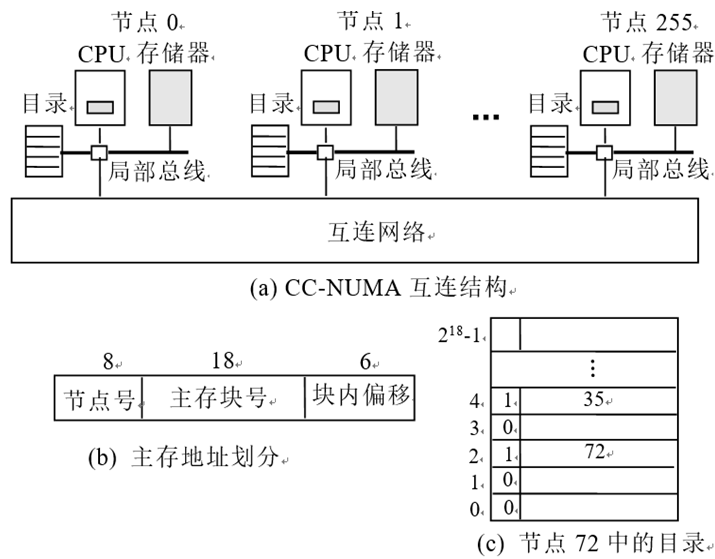 节点 0 节点 1 节点 255
CPU 存储器 CPU 存储器 CPU 存储器
目录 目录 目录
...
局部总线 局部总线 局部总线
互连网络
(a) CC-NUMA 互连结构
8 18 6
节点号 主存块号 块内偏移
(b) 主存地址划分
2¹⁸-1
⋮
4 1 35
3 0
2 1 72
1 0
0 0
(c) 节点 72 中的目录